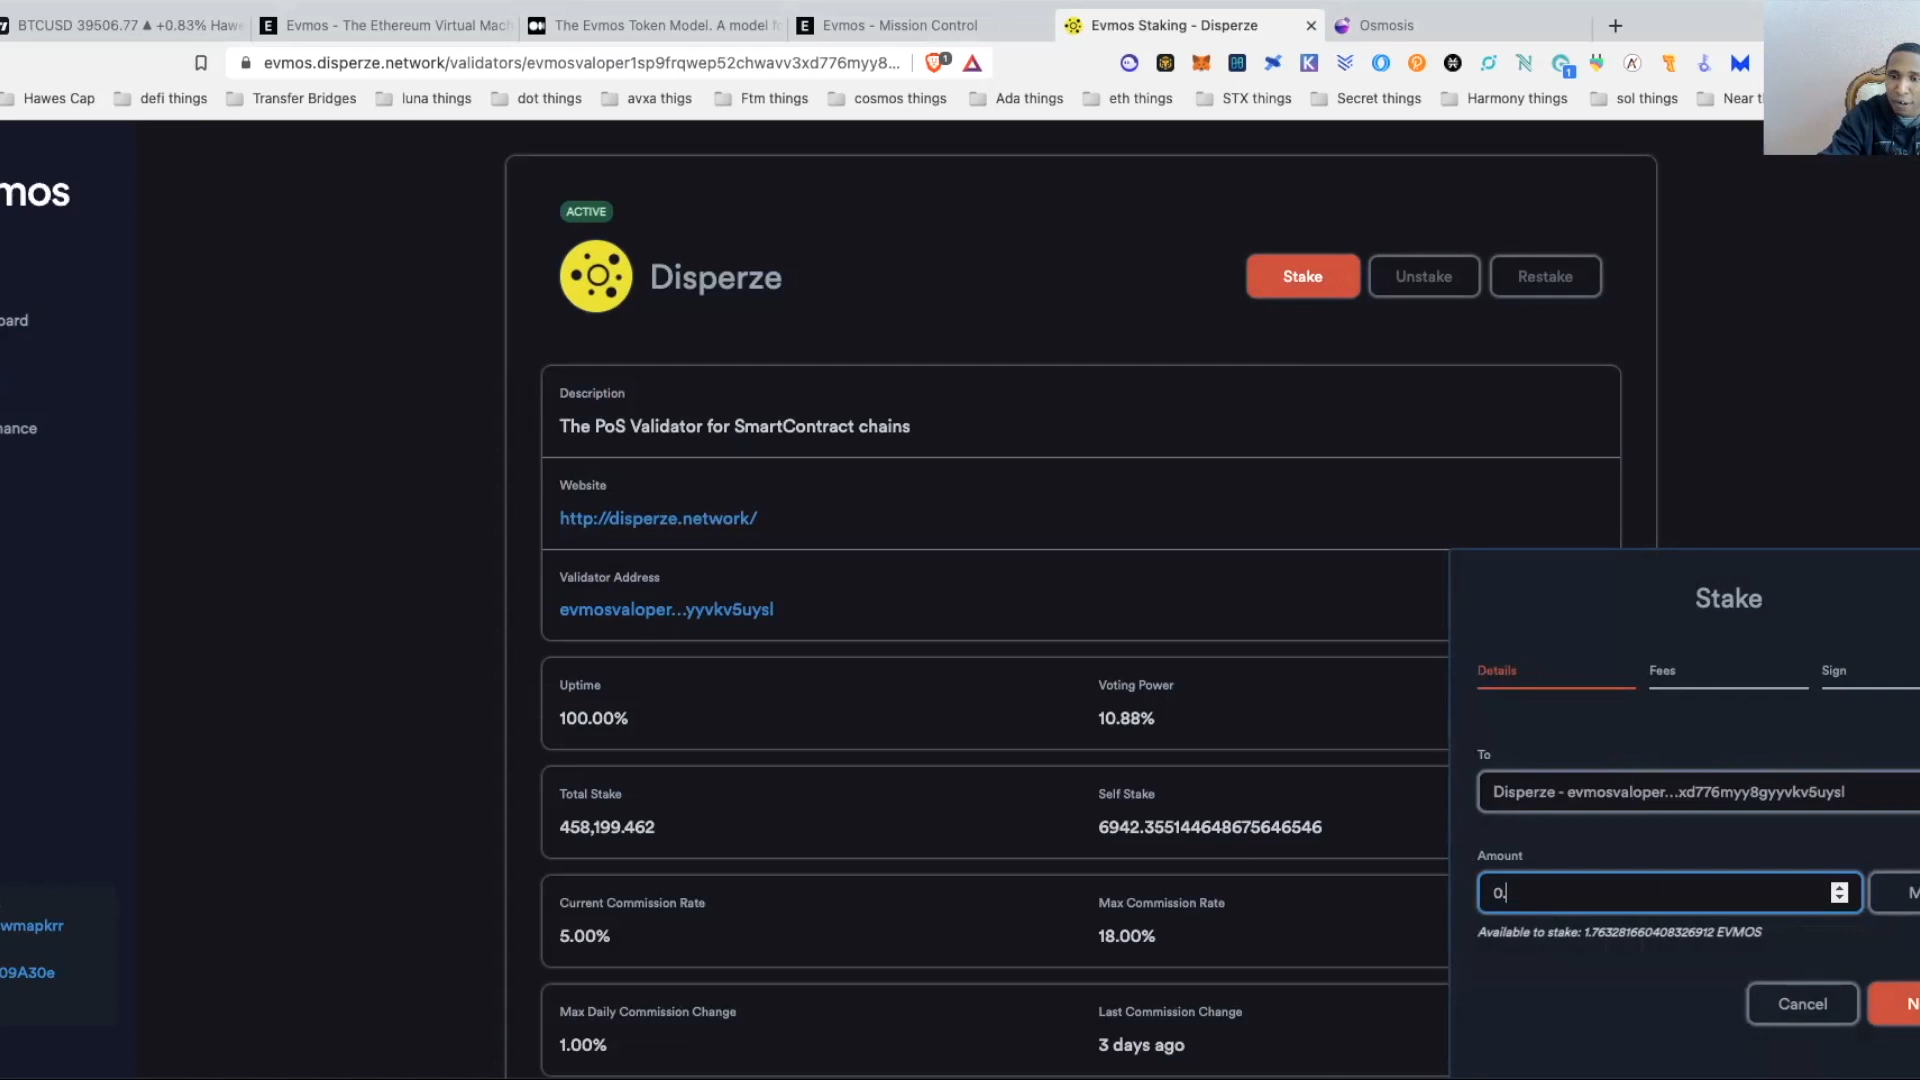 BTCUSD 39506.77 ▲ +0.83% Hawe
Evmos - The Ethereum Virtual Mach
The Evmos Token Model. A model fo
Evmos - Mission Control
Evmos Staking - Disperze
Osmosis
evmos.disperze.network/validators/evmosvaloper1sp9frqwep52chwavv3xd776myy8...
Hawes Cap
defi things
Transfer Bridges
luna things
dot things
avxa thigs
Ftm things
cosmos things
Ada things
eth things
STX things
Secret things
Harmony things
sol things
Near t
mos
ACTIVE
Disperze
Stake
Unstake
Restake
oard
Description
The PoS Validator for SmartContract chains
nance
Website
http://disperze.network/
Validator Address
evmosvaloper...yyvkv5uysl
Stake
Details
Fees
Sign
Uptime
100.00%
Voting Power
10.88%
To
Disperze - evmosvaloper...xd776myy8gyyvkv5uysl
Total Stake
458,199.462
Self Stake
6942.355144648675646546
Amount
0.
M
Available to stake: 1.763281660408326912 EVMOS
Current Commission Rate
5.00%
Max Commission Rate
18.00%
wmapkrr
09A30e
Cancel
N
Max Daily Commission Change
1.00%
Last Commission Change
3 days ago